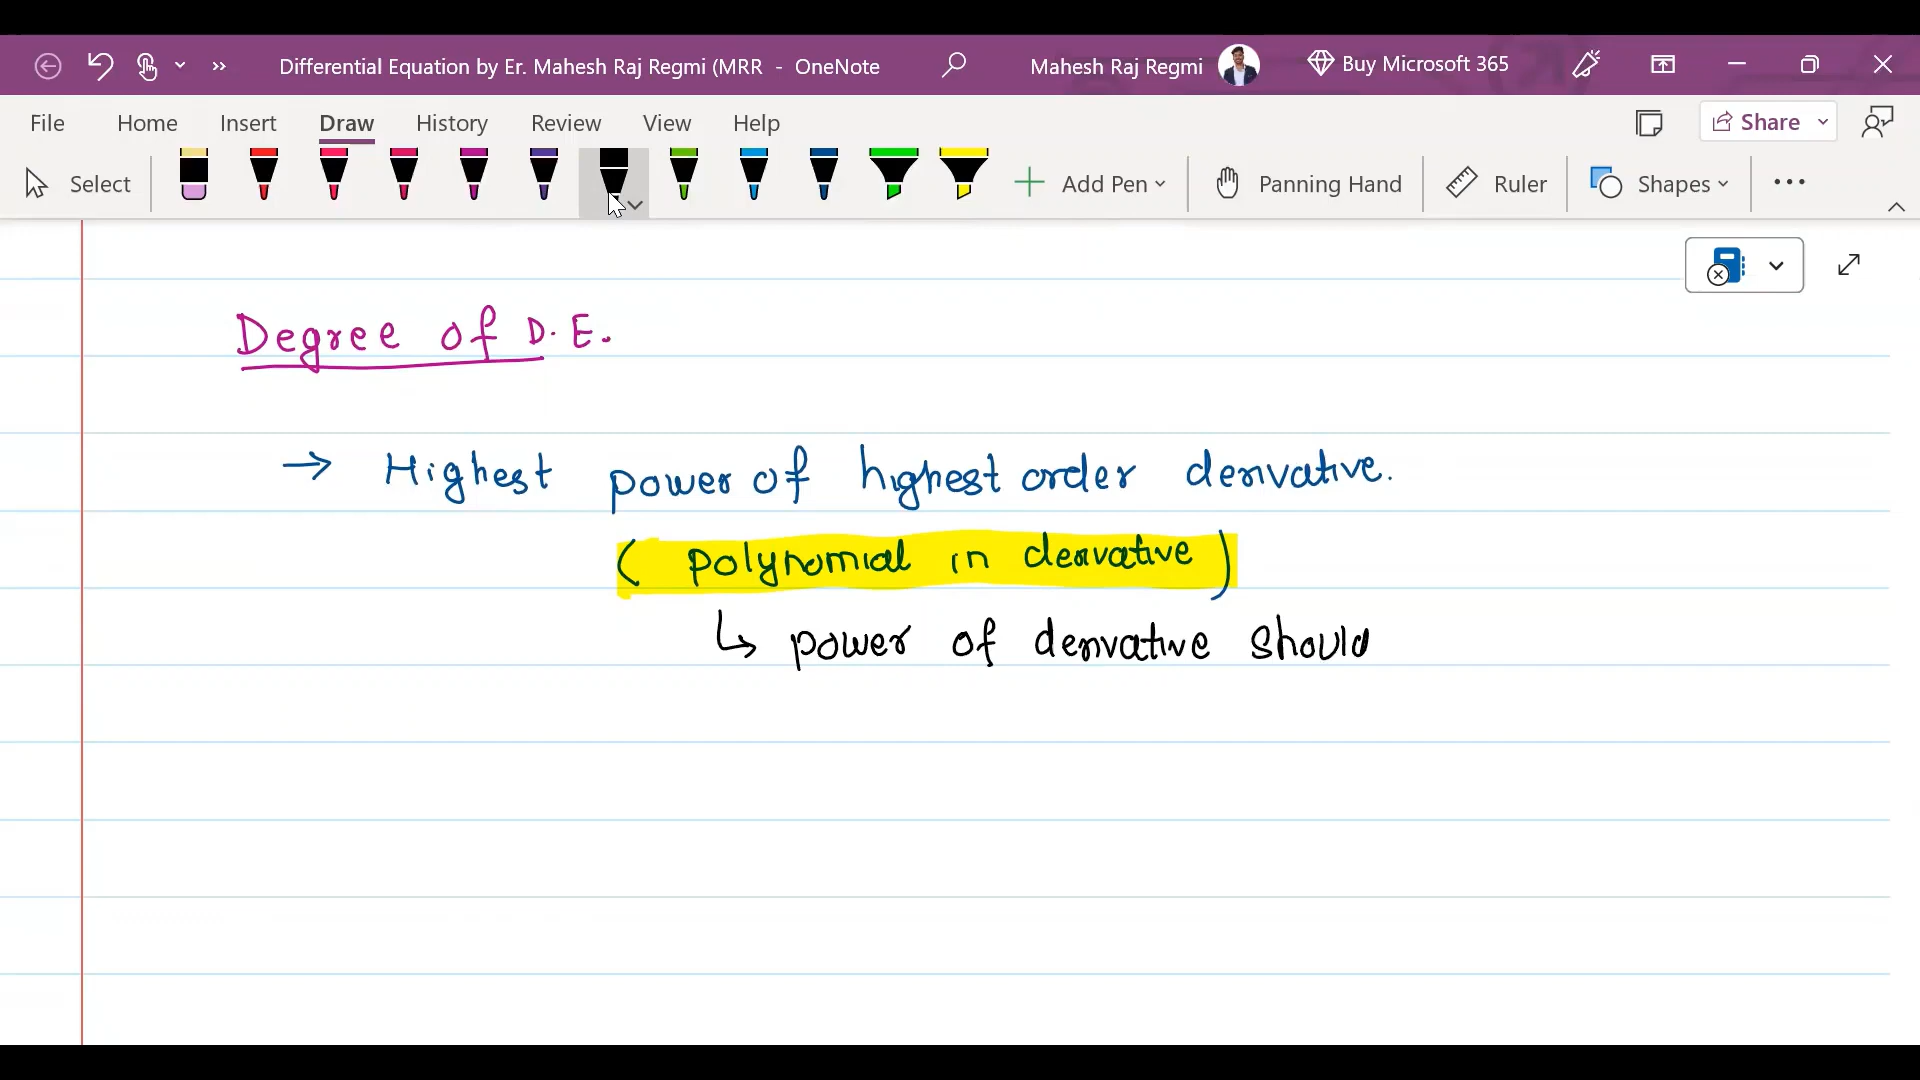 Differential Equation by Er. Mahesh Raj Regmi (MRR - OneNote
Mahesh Raj Regmi
Buy Microsoft 365
File Home Insert Draw History Review View Help
Share
Select
Add Pen
Panning Hand
Ruler
Shapes
Degree of D.E.
→ Highest power of highest order derivative.
( polynomial in derivative )
↳ power of derivative should